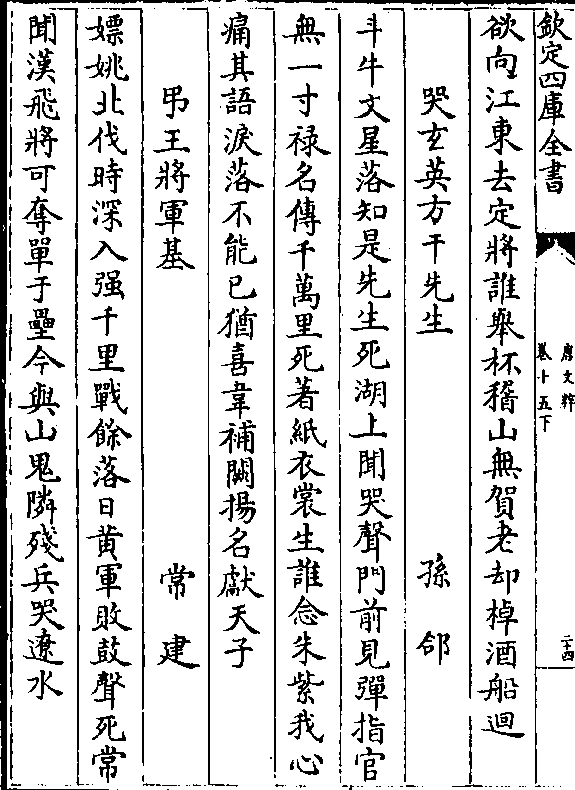 欽定四庫全書
唐文粹
卷十五下
二十四
欲向江東去定將誰舉杯稽山無賀老却棹酒船迴
哭玄英方干先生 孫郃
斗牛文星落知是先生死湖上聞哭聲門前見彈指官
無一寸禄名傳千萬里死著紙衣裳生誰念朱紫我心
痛其語淚落不能已猶喜韋補闕揚名獻天子
弔王將軍基 常建
嫖姚北伐時深入强千里戰餘落日黄軍敗鼓聲死常
聞漢飛將可奪單于壘今與山鬼隣殘兵哭遼水